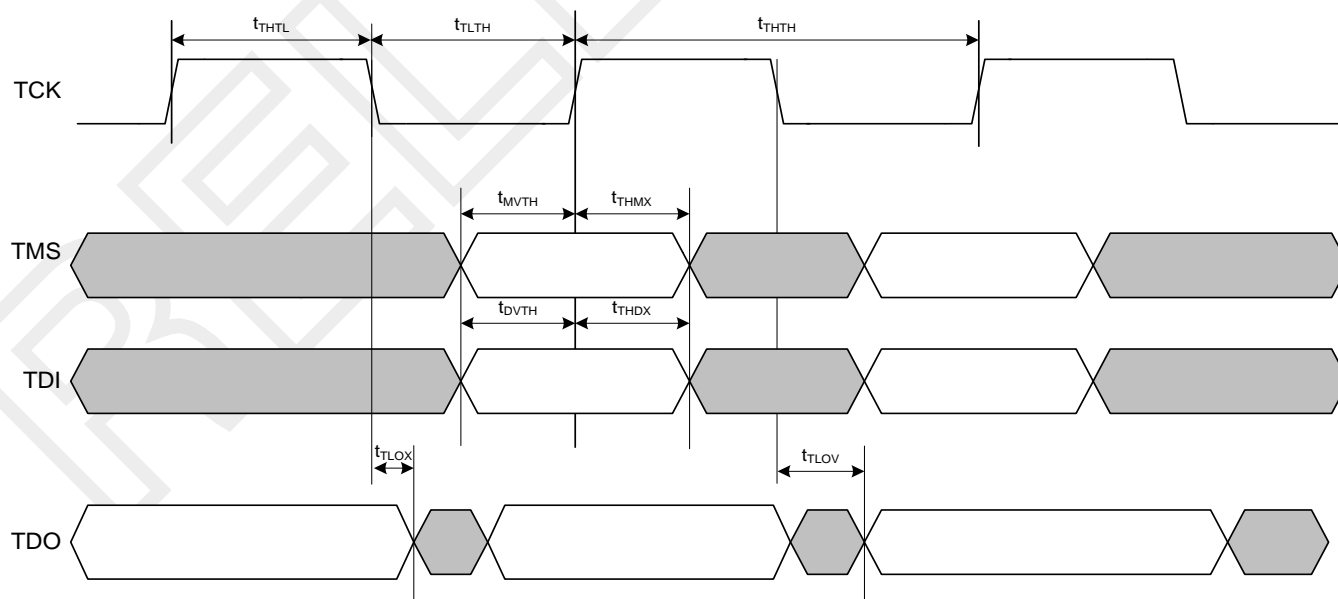 tTHTL tTLTH tTHTH
TCK
tMVTH tTHMX
TMS
tDVTH tTHDX
TDI
tTLOX tTLOV
TDO